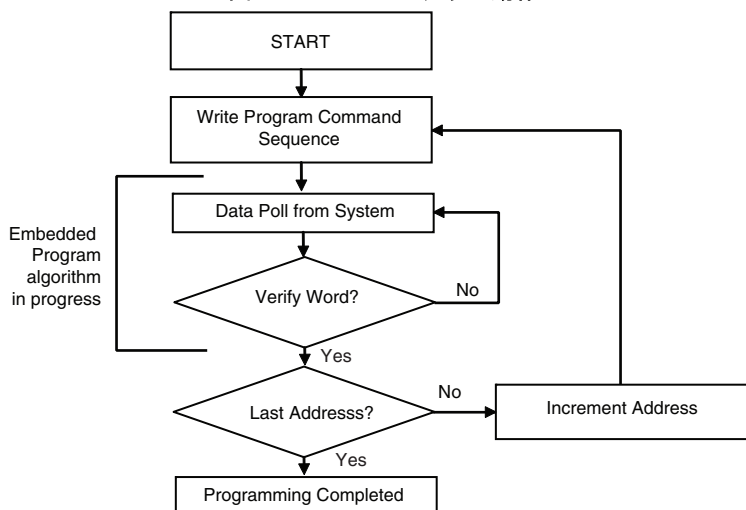 START
Write Program Command
Sequence
Data Poll from System
Embedded
Program
algorithm
in progress
Verify Word?
No
Yes
No
Last Addresss?
Increment Address
Yes
Programming Completed